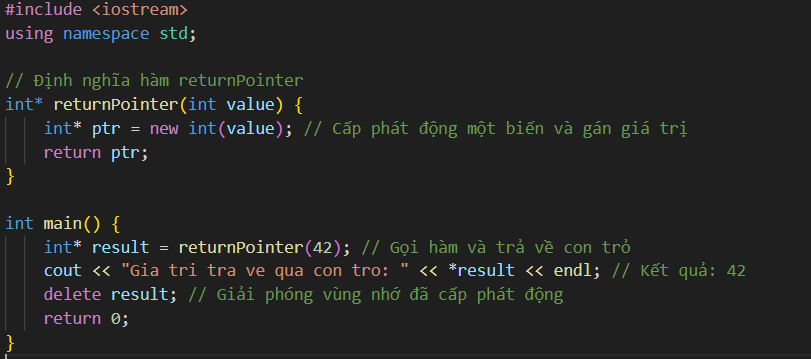 #include <iostream>
using namespace std;
// Định nghĩa hàm returnPointer
int* returnPointer(int value) {
int* ptr = new int(value); // Cấp phát động một biến và gán giá trị
return ptr;
}
int main() {
int* result = returnPointer(42); // Gọi hàm và trả về con trỏ
cout << "Gia tri tra ve qua con tro: " << *result << endl; // Kết quả: 42
delete result; // Giải phóng vùng nhớ đã cấp phát động
return 0;
}